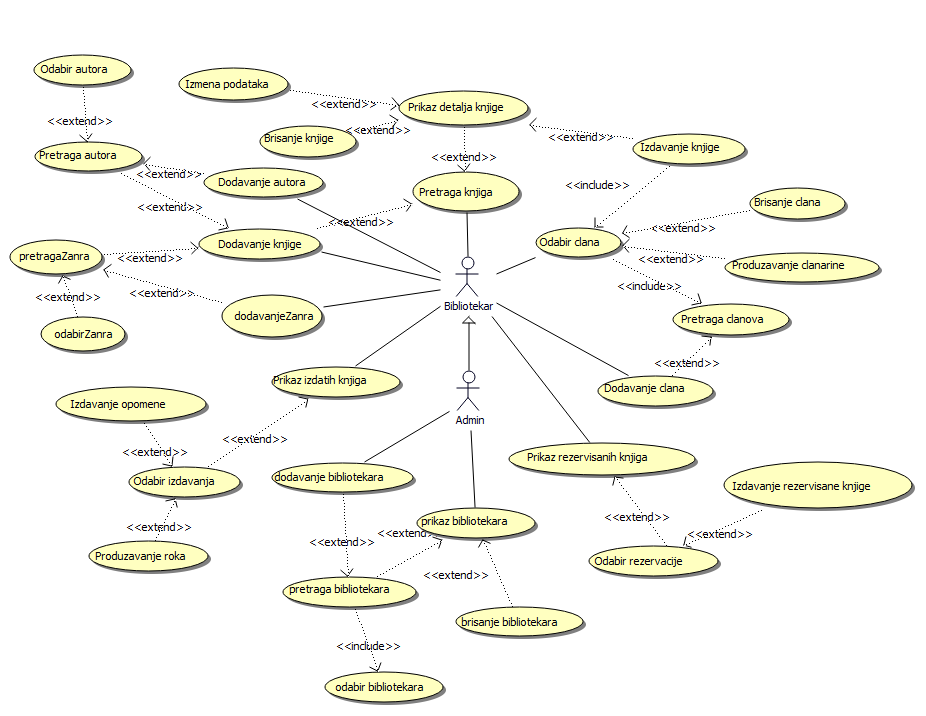 Odabir autora
Izmena podataka
<<extend>>
Prikaz detalja knjige
<<extend>>
<<extend>>
Brisanje knjige
<<extend>>
Izdavanje knjige
Pretraga autora
<<extend>>
<<extend>>
Dodavanje autora
<<include>>
Pretraga knjiga
<<extend>>
Brisanje clana
<<extend>>
<<extend>>
Dodavanje knjige
Odabir clana
pretragaZanra
<<extend>>
<<extend>>
Produzavanje clanarine
<<extend>>
<<extend>>
<<include>>
Bibliotekar
dodavanjeZanra
Pretraga clanova
odabirZanra
<<extend>>
Prikaz izdatih knjiga
Dodavanje clana
Izdavanje opomene
Admin
<<extend>>
<<extend>>
Prikaz rezervisanih knjiga
Odabir izdavanja
dodavanje bibliotekara
Izdavanje rezervisane knjige
<<extend>>
prikaz bibliotekara
<<extend>>
<<extend>>
<<extend>>
<<extend>>
Produzavanje roka
Odabir rezervacije
<<extend>>
pretraga bibliotekara
brisanje bibliotekara
<<include>>
odabir bibliotekara